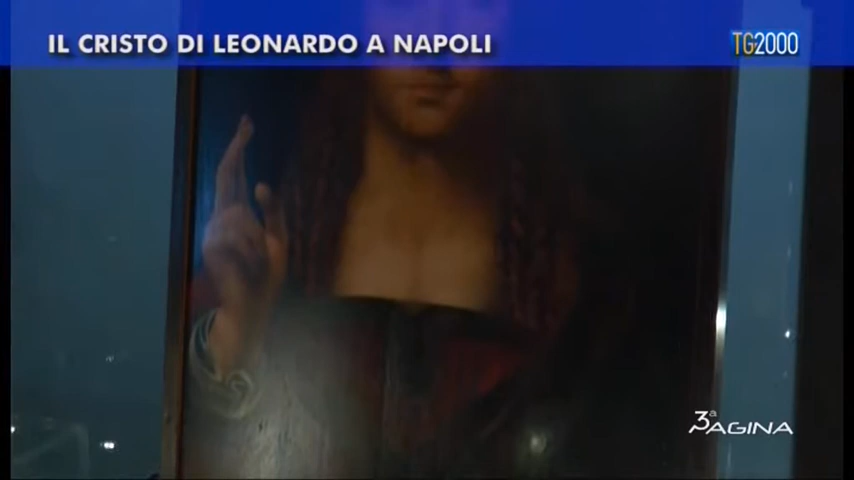 IL CRISTO DI LEONARDO A NAPOLI
TG2000
3ª
PAGINA